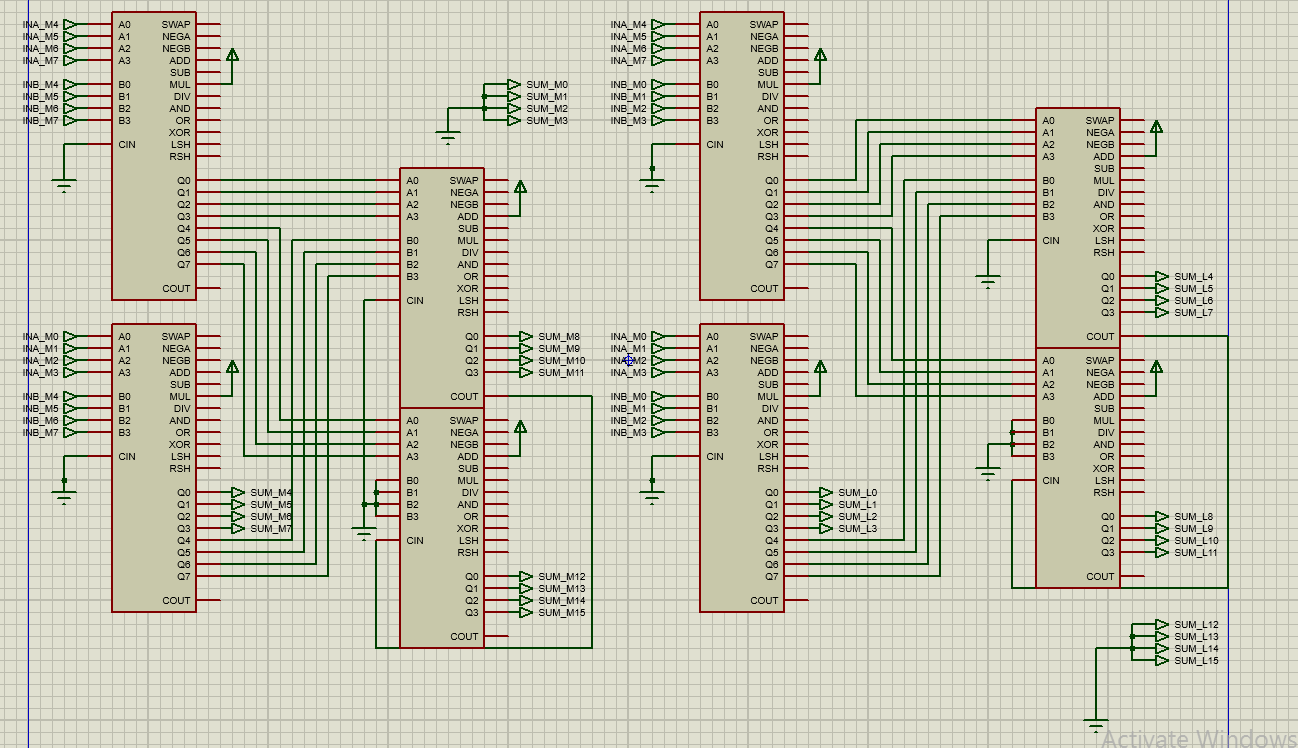 INA_M4 A0 SWAP
INA_M5 A1 NEGA
INA_M6 A2 NEGB
INA_M7 A3 ADD
SUB
INB_M4 B0 MUL
INB_M5 B1 DIV
INB_M6 B2 AND
INB_M7 B3 OR
XOR
CIN LSH
RSH
Q0
Q1
Q2
Q3
Q4
Q5
Q6
Q7
COUT
INA_M0 A0 SWAP
INA_M1 A1 NEGA
INA_M2 A2 NEGB
INA_M3 A3 ADD
SUB
INB_M4 B0 MUL
INB_M5 B1 DIV
INB_M6 B2 AND
INB_M7 B3 OR
XOR
CIN LSH
RSH
Q0 SUM_M4
Q1 SUM_M5
Q2 SUM_M6
Q3 SUM_M7
Q4
Q5
Q6
Q7
COUT
SUM_M0
SUM_M1
SUM_M2
SUM_M3
A0 SWAP
A1 NEGA
A2 NEGB
A3 ADD
SUB
B0 MUL
B1 DIV
B2 AND
B3 OR
XOR
CIN LSH
RSH
Q0 SUM_M8
Q1 SUM_M9
Q2 SUM_M10
Q3 SUM_M11
COUT
A0 SWAP
A1 NEGA
A2 NEGB
A3 ADD
SUB
B0 MUL
B1 DIV
B2 AND
B3 OR
XOR
CIN LSH
RSH
Q0 SUM_M12
Q1 SUM_M13
Q2 SUM_M14
Q3 SUM_M15
COUT
INA_M4 A0 SWAP
INA_M5 A1 NEGA
INA_M6 A2 NEGB
INA_M7 A3 ADD
SUB
INB_M0 B0 MUL
INB_M1 B1 DIV
INB_M2 B2 AND
INB_M3 B3 OR
XOR
CIN LSH
RSH
Q0
Q1
Q2
Q3
Q4
Q5
Q6
Q7
COUT
INA_M0 A0 SWAP
INA_M1 A1 NEGA
INA_M2 A2 NEGB
INA_M3 A3 ADD
SUB
INB_M0 B0 MUL
INB_M1 B1 DIV
INB_M2 B2 AND
INB_M3 B3 OR
XOR
CIN LSH
RSH
Q0 SUM_L0
Q1 SUM_L1
Q2 SUM_L2
Q3 SUM_L3
Q4
Q5
Q6
Q7
COUT
A0 SWAP
A1 NEGA
A2 NEGB
A3 ADD
SUB
B0 MUL
B1 DIV
B2 AND
B3 OR
XOR
CIN LSH
RSH
Q0 SUM_L4
Q1 SUM_L5
Q2 SUM_L6
Q3 SUM_L7
COUT
A0 SWAP
A1 NEGA
A2 NEGB
A3 ADD
SUB
B0 MUL
B1 DIV
B2 AND
B3 OR
XOR
CIN LSH
RSH
Q0 SUM_L8
Q1 SUM_L9
Q2 SUM_L10
Q3 SUM_L11
COUT
SUM_L12
SUM_L13
SUM_L14
SUM_L15
Activate Windows